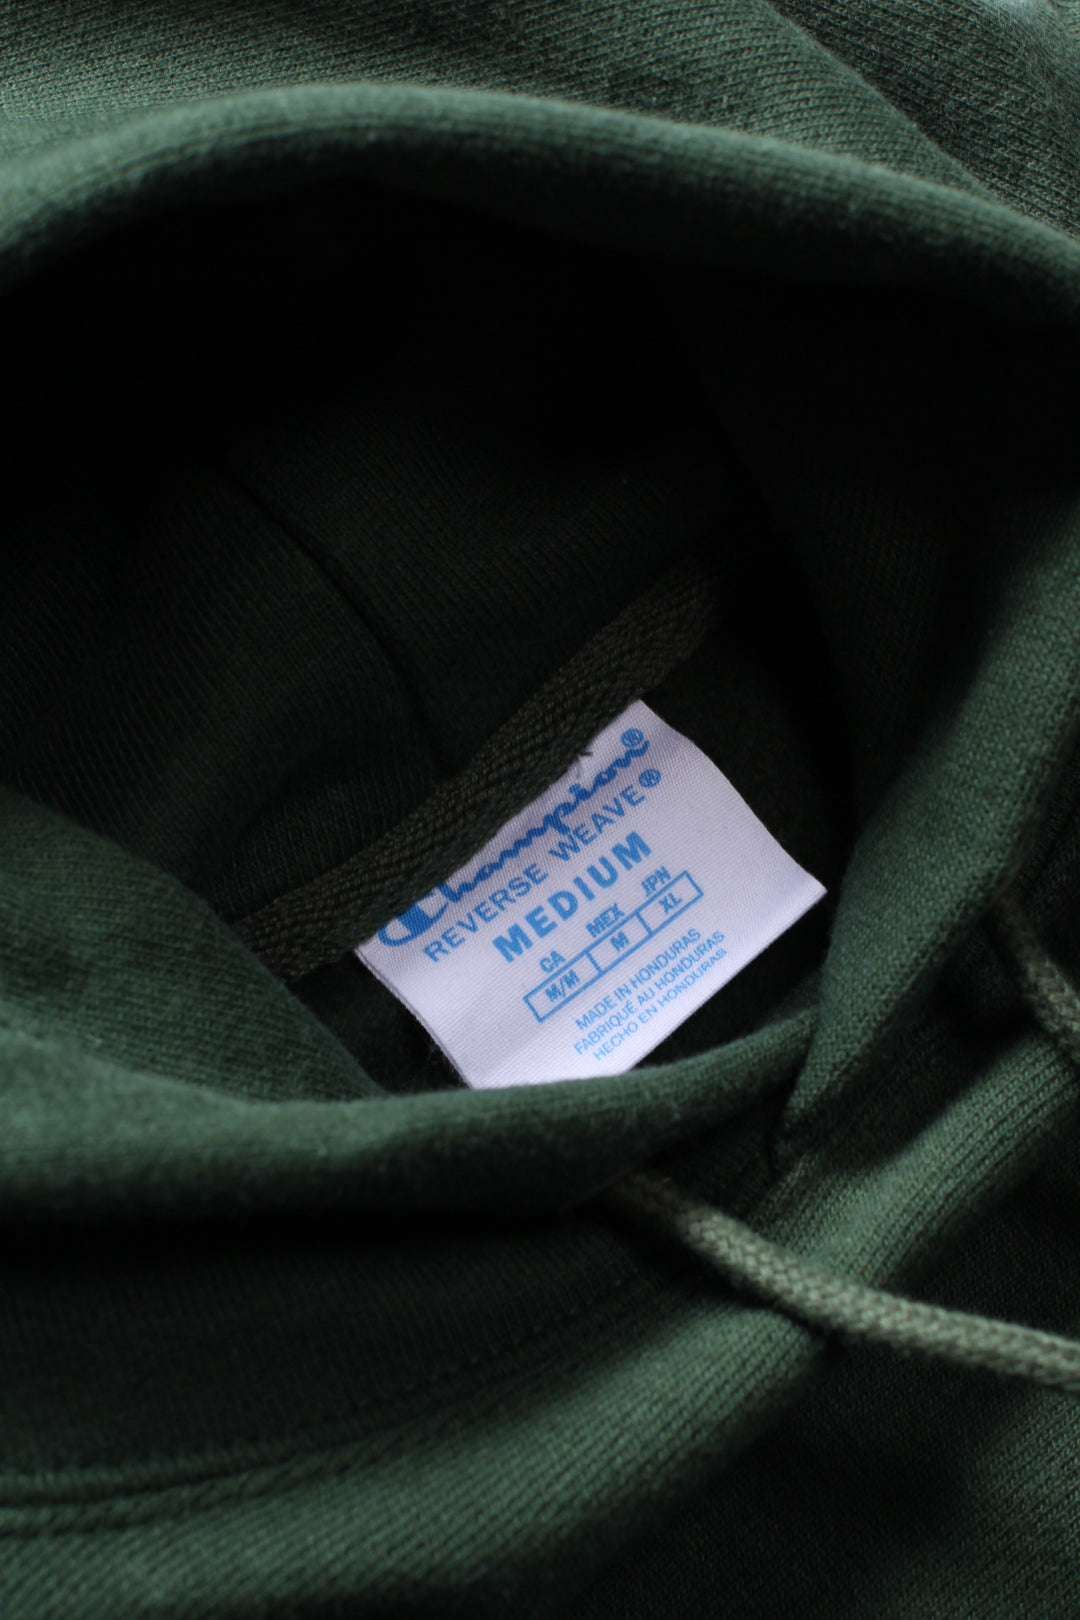 Champion®
REVERSE WEAVE®
MEDIUM
CA MEX JPN
M/M M XL
MADE IN HONDURAS
FABRIQUÉ AU HONDURAS
HECHO EN HONDURAS